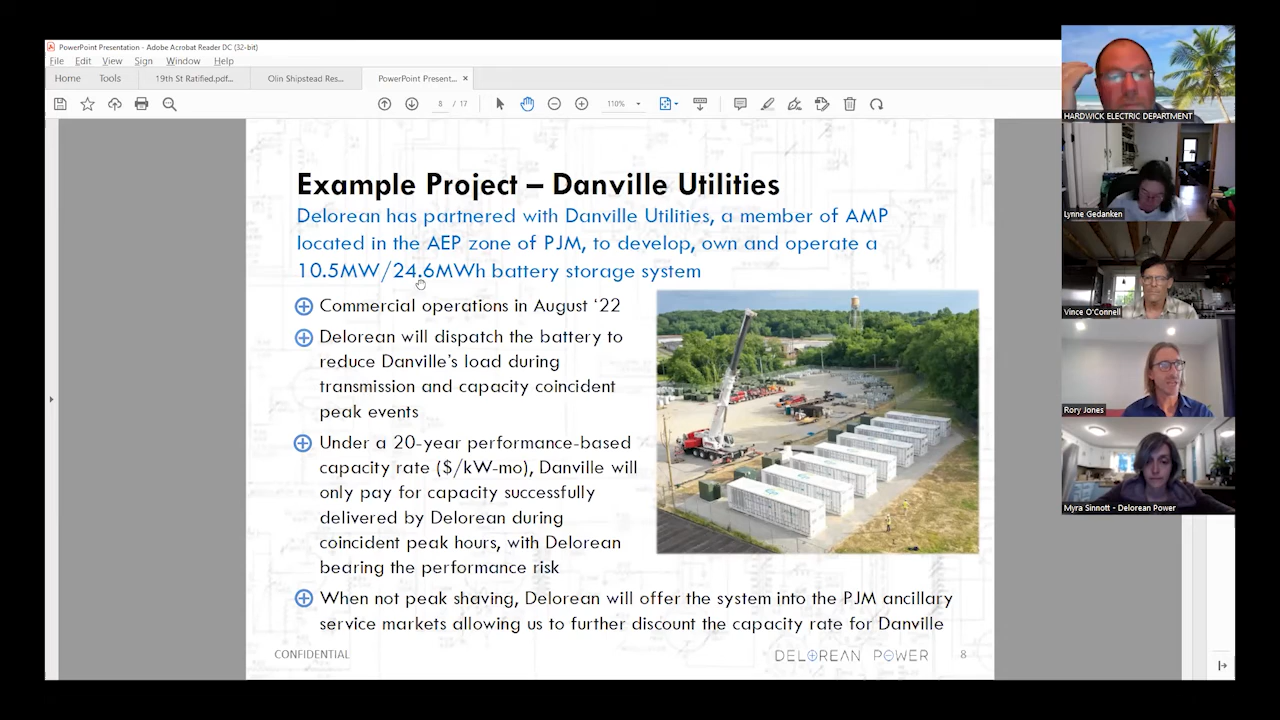 PowerPoint Presentation - Adobe Acrobat Reader DC (32-bit)
File Edit View Sign Window Help
Home Tools 19th St Ratified.pdf... Olin Shipstead Res... PowerPoint Present... ×
8 / 17 110%
Example Project – Danville Utilities
Delorean has partnered with Danville Utilities, a member of AMP
located in the AEP zone of PJM, to develop, own and operate a
10.5MW/24.6MWh battery storage system
Commercial operations in August ‘22
Delorean will dispatch the battery to
reduce Danville’s load during
transmission and capacity coincident
peak events
Under a 20-year performance-based
capacity rate ($/kW-mo), Danville will
only pay for capacity successfully
delivered by Delorean during
coincident peak hours, with Delorean
bearing the performance risk
When not peak shaving, Delorean will offer the system into the PJM ancillary
service markets allowing us to further discount the capacity rate for Danville
CONFIDENTIAL DELOREAN POWER 8
HARDWICK ELECTRIC DEPARTMENT
Lynne Gedanken
Vince O'Connell
Rory Jones
Myra Sinnott - Delorean Power